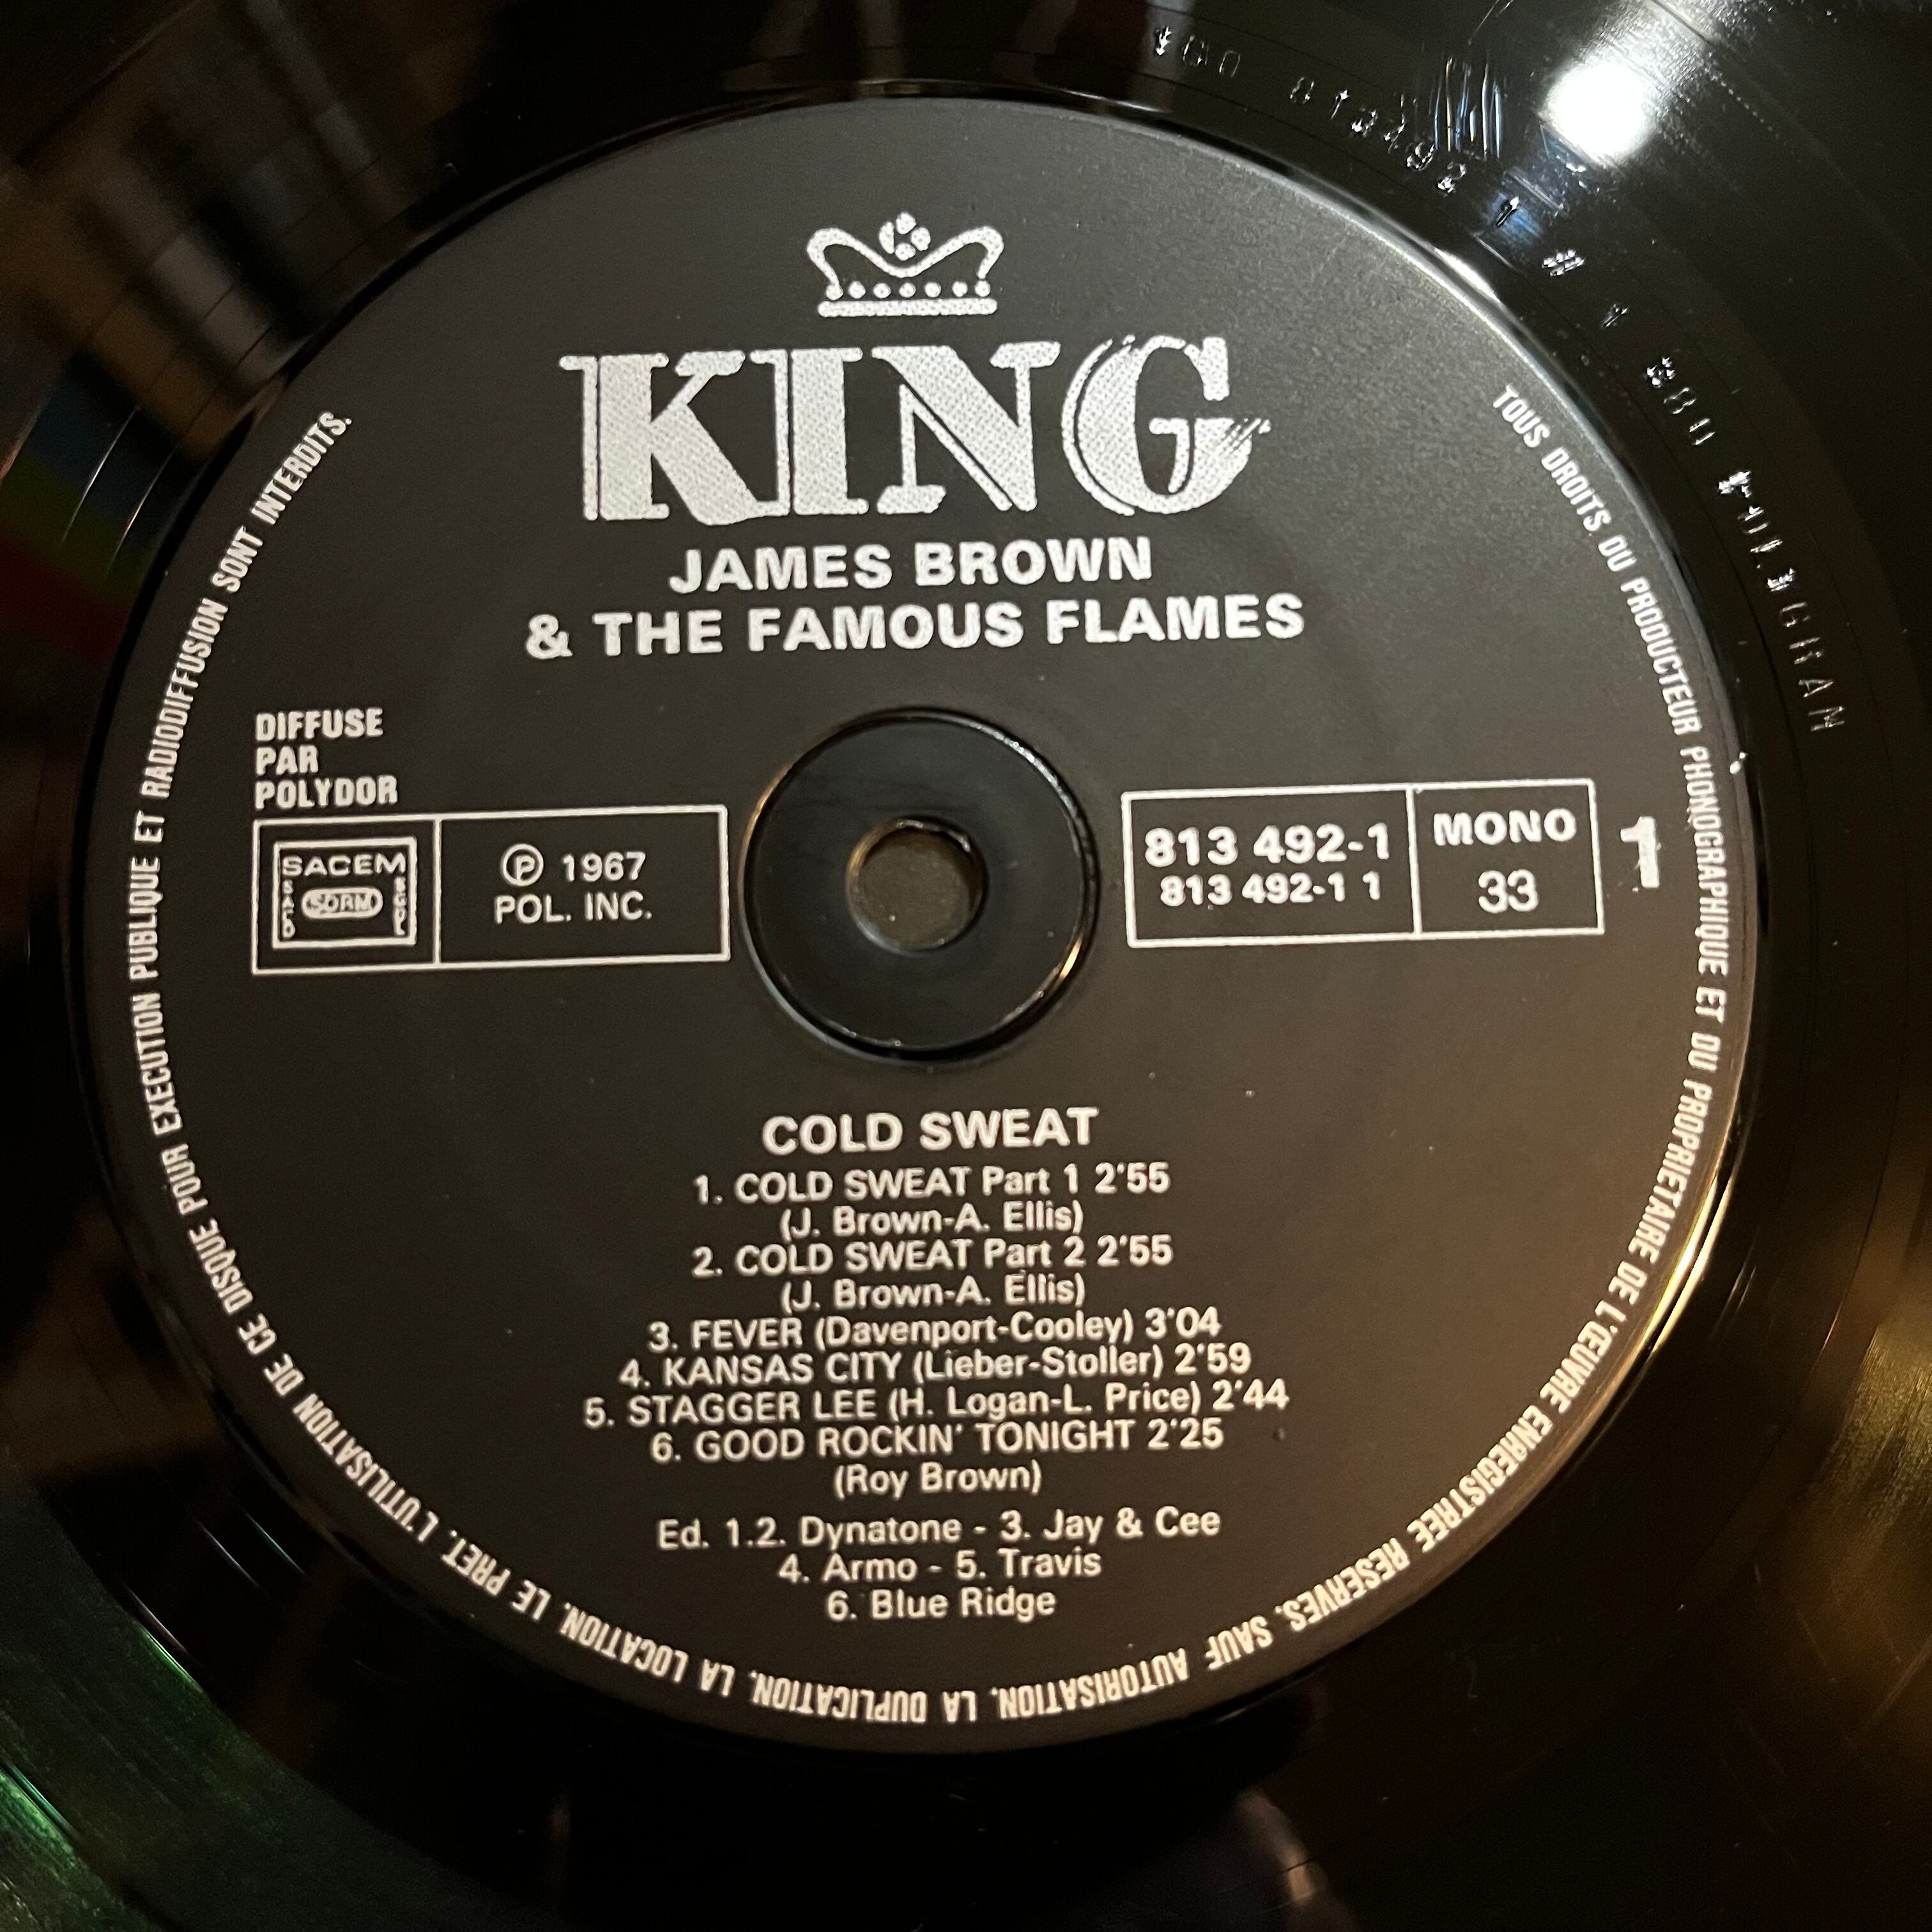 KING
JAMES BROWN
& THE FAMOUS FLAMES
DIFFUSE
PAR
POLYDOR
SACEM
SACD
SDRM
SGDL
℗ 1967
POL. INC.
813 492-1
813 492-1 1
MONO
33
1
COLD SWEAT
1. COLD SWEAT Part 1 2'55
(J. Brown-A. Ellis)
2. COLD SWEAT Part 2 2'55
(J. Brown-A. Ellis)
3. FEVER (Davenport-Cooley) 3'04
4. KANSAS CITY (Lieber-Stoller) 2'59
5. STAGGER LEE (H. Logan-L. Price) 2'44
6. GOOD ROCKIN' TONIGHT 2'25
(Roy Brown)
Ed. 1.2. Dynatone - 3. Jay & Cee
4. Armo - 5. Travis
6. Blue Ridge
TOUS DROITS DU PRODUCTEUR PHONOGRAPHIQUE ET DU PROPRIETAIRE DE L'ŒUVRE ENREGISTREE RESERVES. SAUF AUTORISATION, LA DUPLICATION, LA LOCATION, LE PRET, L'UTILISATION DE CE DISQUE POUR EXECUTION PUBLIQUE ET RADIODIFFUSION SONT INTERDITS.
813492 1
380 POLYGRAM